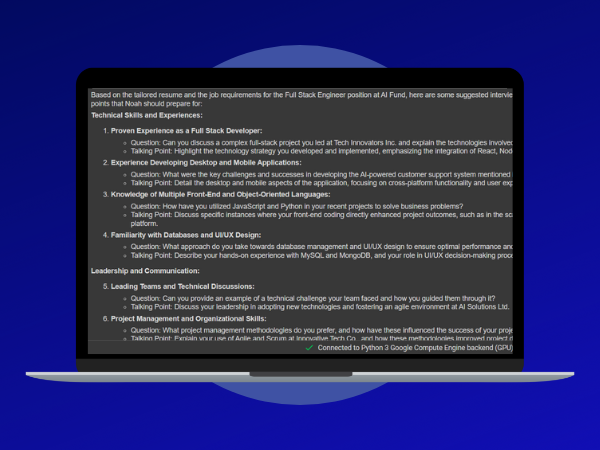 Based on the tailored resume and the job requirements for the Full Stack Engineer position at AI Fund, here are some suggested intervie
points that Noah should prepare for:
Technical Skills and Experiences:
1. Proven Experience as a Full Stack Developer:
○ Question: Can you discuss a complex full-stack project you led at Tech Innovators Inc. and explain the technologies involve
○ Talking Point: Highlight the technology strategy you developed and implemented, emphasizing the integration of React, Nod
2. Experience Developing Desktop and Mobile Applications:
○ Question: What were the key challenges and successes in developing the AI-powered customer support system mentioned
○ Talking Point: Detail the desktop and mobile aspects of the application, focusing on cross-platform functionality and user exp
3. Knowledge of Multiple Front-End and Object-Oriented Languages:
○ Question: How have you utilized JavaScript and Python in your recent projects to solve business problems?
○ Talking Point: Discuss specific instances where your front-end coding directly enhanced project outcomes, such as in the sc
platform.
4. Familiarity with Databases and UI/UX Design:
○ Question: What approach do you take towards database management and UI/UX design to ensure optimal performance an
○ Talking Point: Describe your hands-on experience with MySQL and MongoDB, and your role in UI/UX decision-making proc
Leadership and Communication:
5. Leading Teams and Technical Discussions:
○ Question: Can you provide an example of a technical challenge your team faced and how you guided them through it?
○ Talking Point: Discuss your leadership in adopting new technologies and fostering an agile environment at AI Solutions Ltd.
6. Project Management and Organizational Skills:
○ Question: What project management methodologies do you prefer, and how have these influenced the success of your proje
○ Talking Point: Explain your use of Agile and Scrum at Innovative Tech Co., and how these methodologies improved project d
Connected to Python 3 Google Compute Engine backend (GPU)